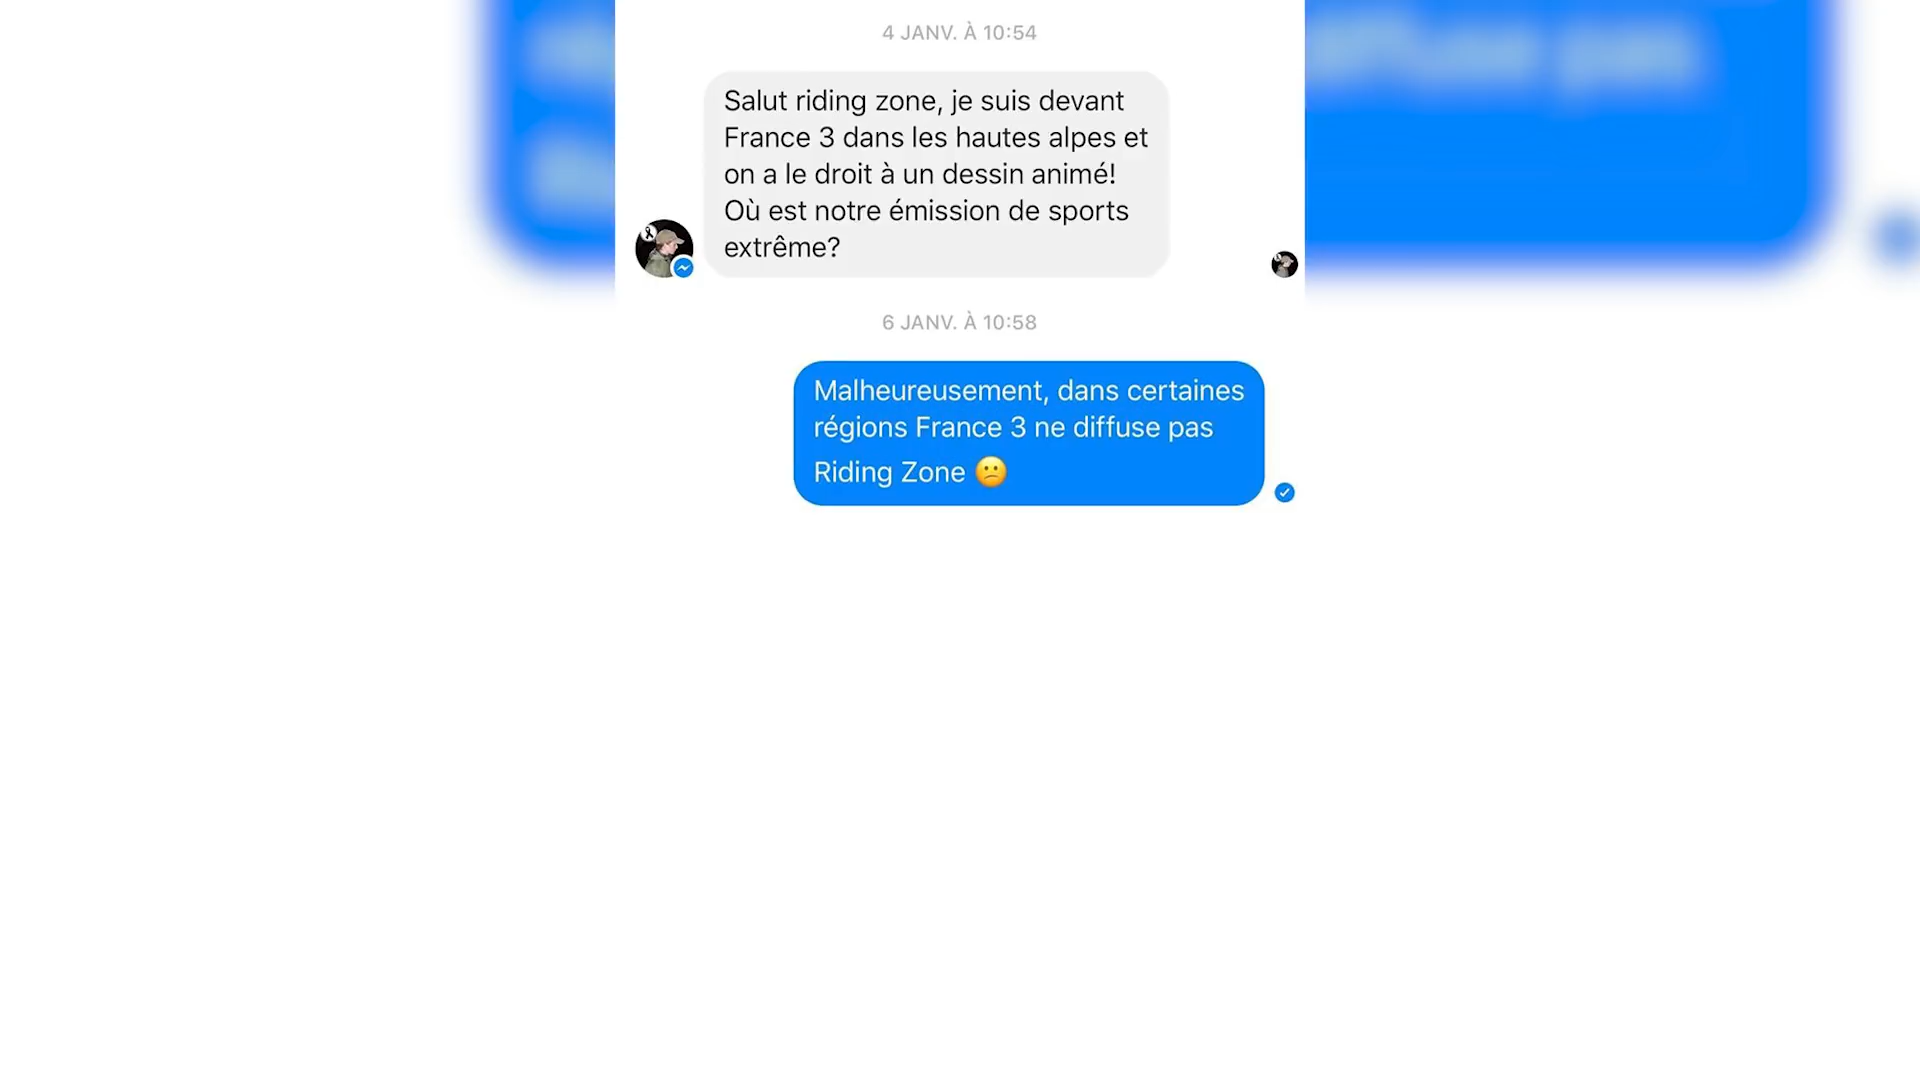 4 JANV. À 10:54
Salut riding zone, je suis devant
France 3 dans les hautes alpes et
on a le droit à un dessin animé!
Où est notre émission de sports
extrême?
6 JANV. À 10:58
Malheureusement, dans certaines
régions France 3 ne diffuse pas
Riding Zone 😕